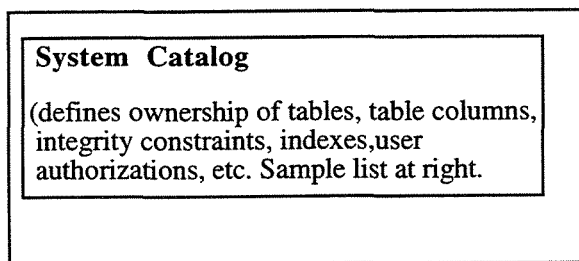 System Catalog
(defines ownership of tables, table columns,
integrity constraints, indexes,user
authorizations, etc. Sample list at right.